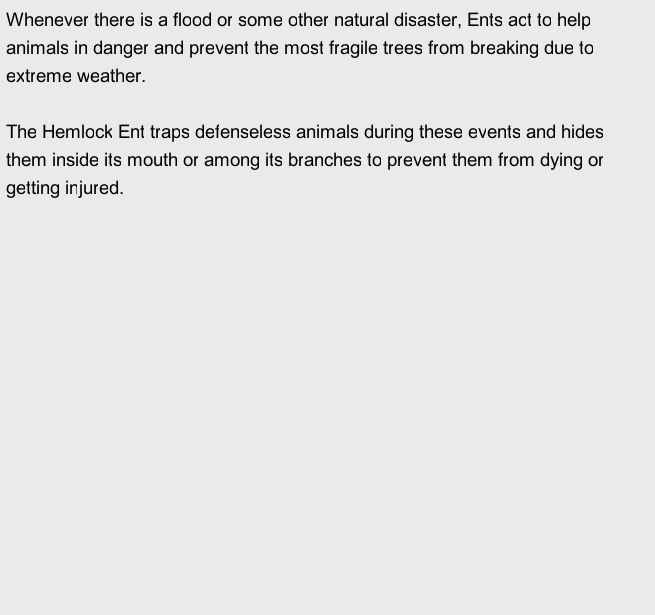 Whenever there is a flood or some other natural disaster, Ents act to help
animals in danger and prevent the most fragile trees from breaking due to
extreme weather.
The Hemlock Ent traps defenseless animals during these events and hides
them inside its mouth or among its branches to prevent them from dying or
getting injured.